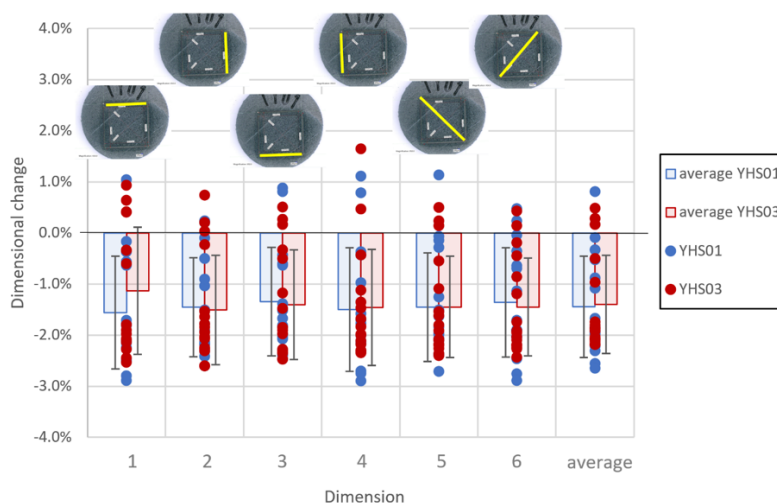 4.0%
3.0%
2.0%
1.0%
0.0%
-1.0%
-2.0%
-3.0%
-4.0%
Dimensional change
1 2 3 4 5 6 average
Dimension
average YHS01
average YHS03
YHS01
YHS03